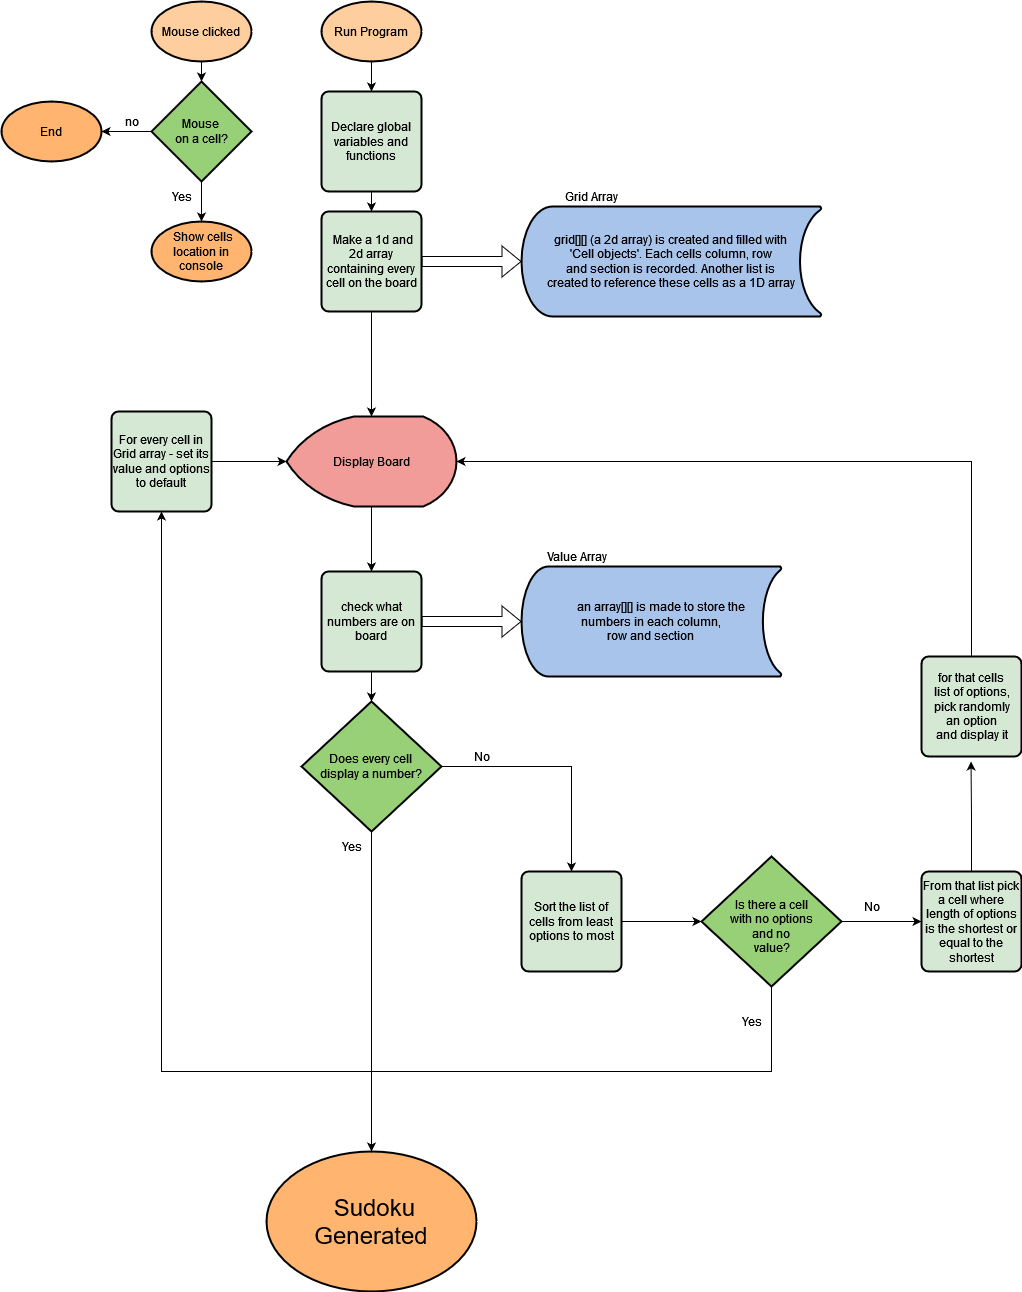 Mouse clicked
Run Program
Mouse
on a cell?
no
End
Yes
Show cells
location in
console
Declare global
variables and
functions
Make a 1d and
2d array
containing every
cell on the board
Grid Array
grid[][] (a 2d array) is created and filled with
'Cell objects'. Each cells column, row
and section is recorded. Another list is
created to reference these cells as a 1D array
For every cell in
Grid array - set its
value and options
to default
Display Board
Value Array
check what
numbers are on
board
an array[][] is made to store the
numbers in each column,
row and section
for that cells
list of options,
pick randomly
an option
and display it
Does every cell
display a number?
No
Yes
Sort the list of
cells from least
options to most
Is there a cell
with no options
and no
value?
No
From that list pick
a cell where
length of options
is the shortest or
equal to the
shortest
Yes
Sudoku
Generated